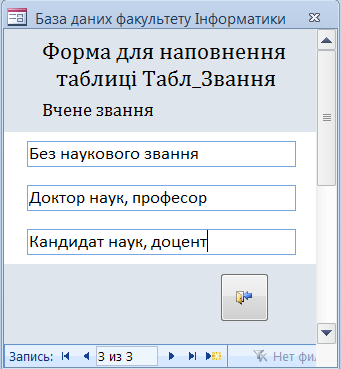 База даних факультету Інформатики
Форма для наповнення
таблиці Табл_Звання
Вчене звання
Без наукового звання
Доктор наук, професор
Кандидат наук, доцент
Запись: 3 из 3 Нет фил